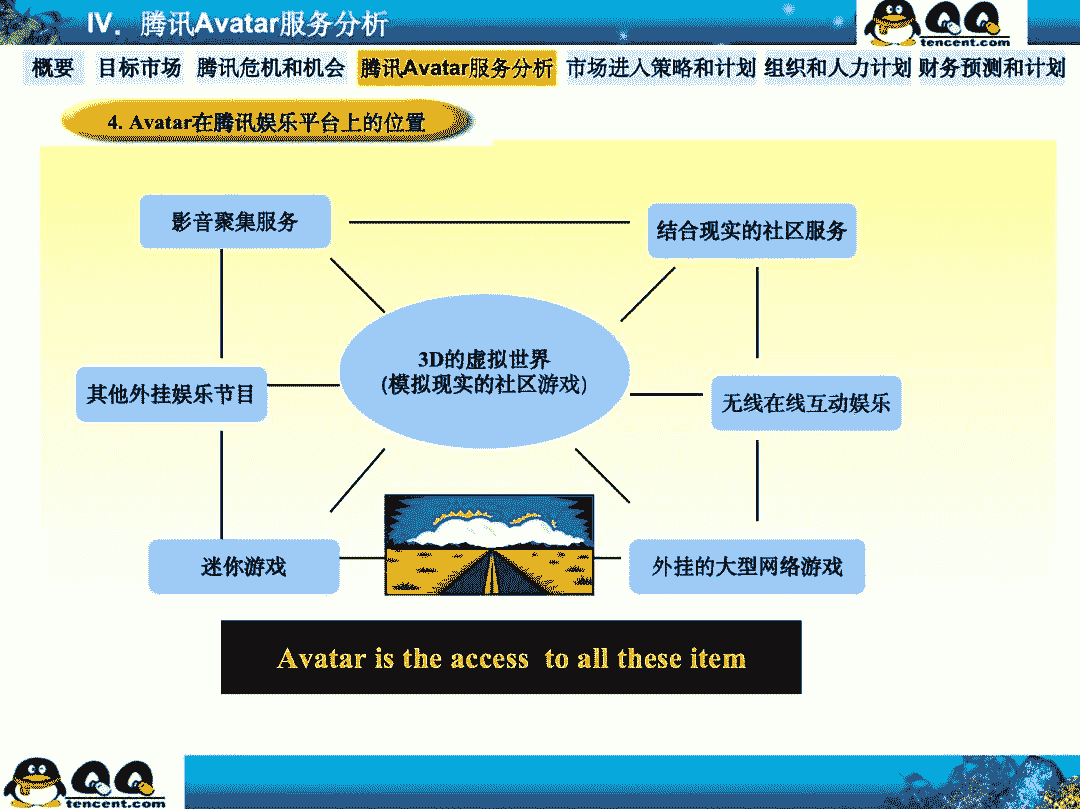 IV. 腾讯Avatar服务分析
tencent.com
概要 目标市场 腾讯危机和机会 腾讯Avatar服务分析 市场进入策略和计划 组织和人力计划 财务预测和计划
4. Avatar在腾讯娱乐平台上的位置
影音聚集服务
结合现实的社区服务
3D的虚拟世界
(模拟现实的社区游戏)
其他外挂娱乐节目
无线在线互动娱乐
迷你游戏
外挂的大型网络游戏
Avatar is the access to all these item
QQ
tencent.com